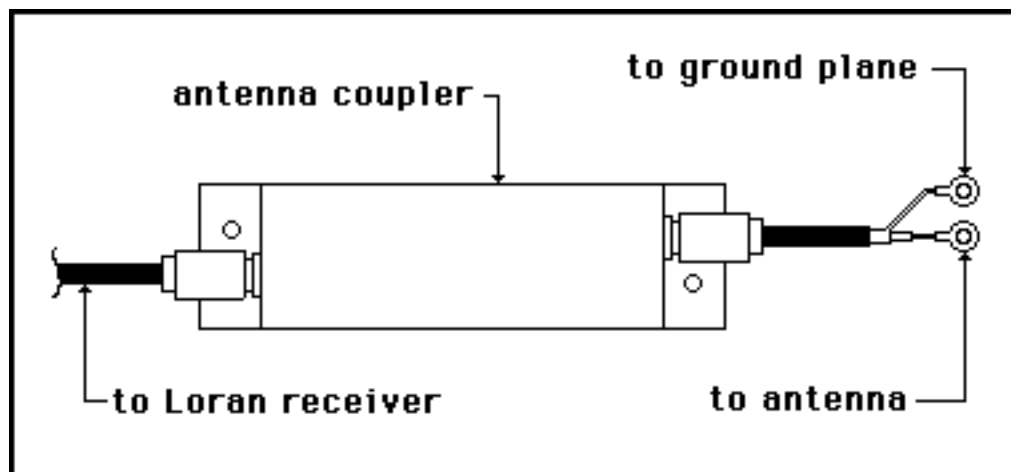 to ground plane
antenna coupler
to Loran receiver
to antenna